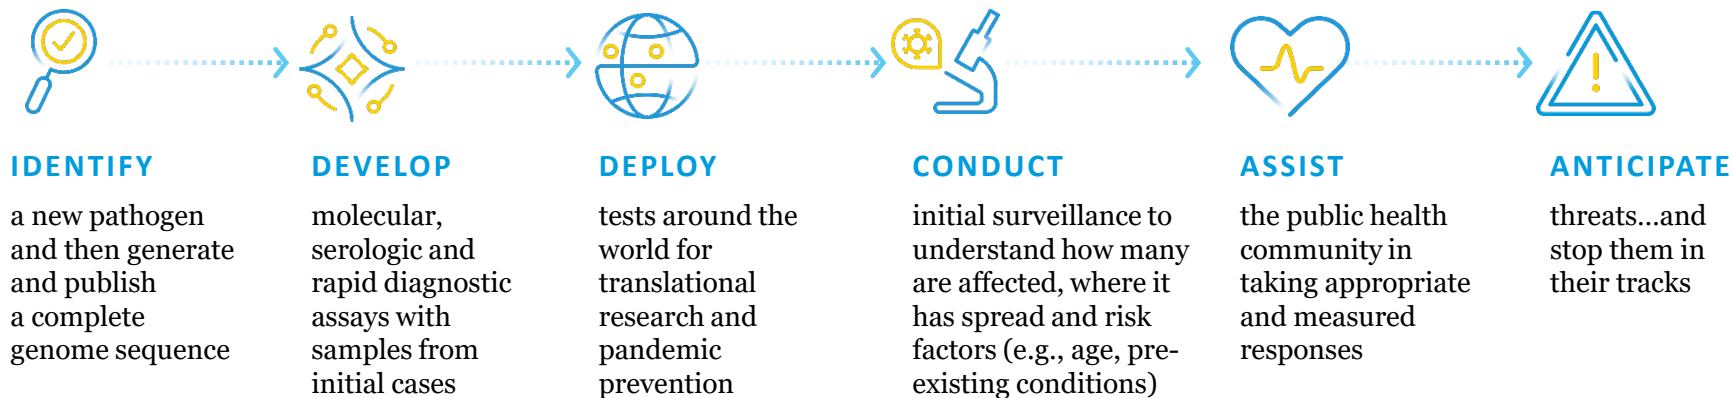 IDENTIFY
a new pathogen
and then generate
and publish
a complete
genome sequence
DEVELOP
molecular,
serologic and
rapid diagnostic
assays with
samples from
initial cases
DEPLOY
tests around the
world for
translational
research and
pandemic
prevention
CONDUCT
initial surveillance to
understand how many
are affected, where it
has spread and risk
factors (e.g., age, pre-
existing conditions)
ASSIST
the public health
community in
taking appropriate
and measured
responses
ANTICIPATE
threats...and
stop them in
their tracks